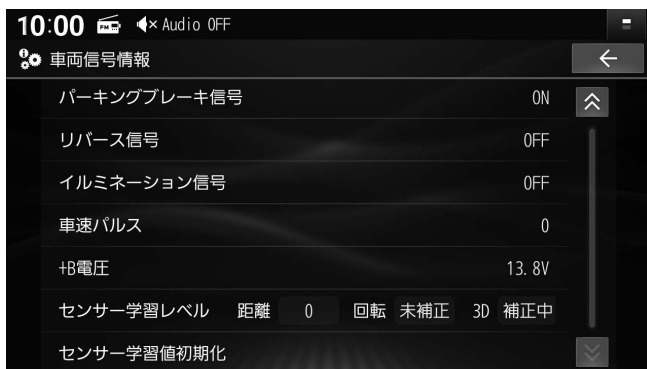 10:00 FM Audio OFF
車両信号情報
パーキングブレーキ信号 ON
リバース信号 OFF
イルミネーション信号 OFF
車速パルス 0
+B電圧 13.8V
センサー学習レベル 距離 0 回転 未補正 3D 補正中
センサー学習値初期化